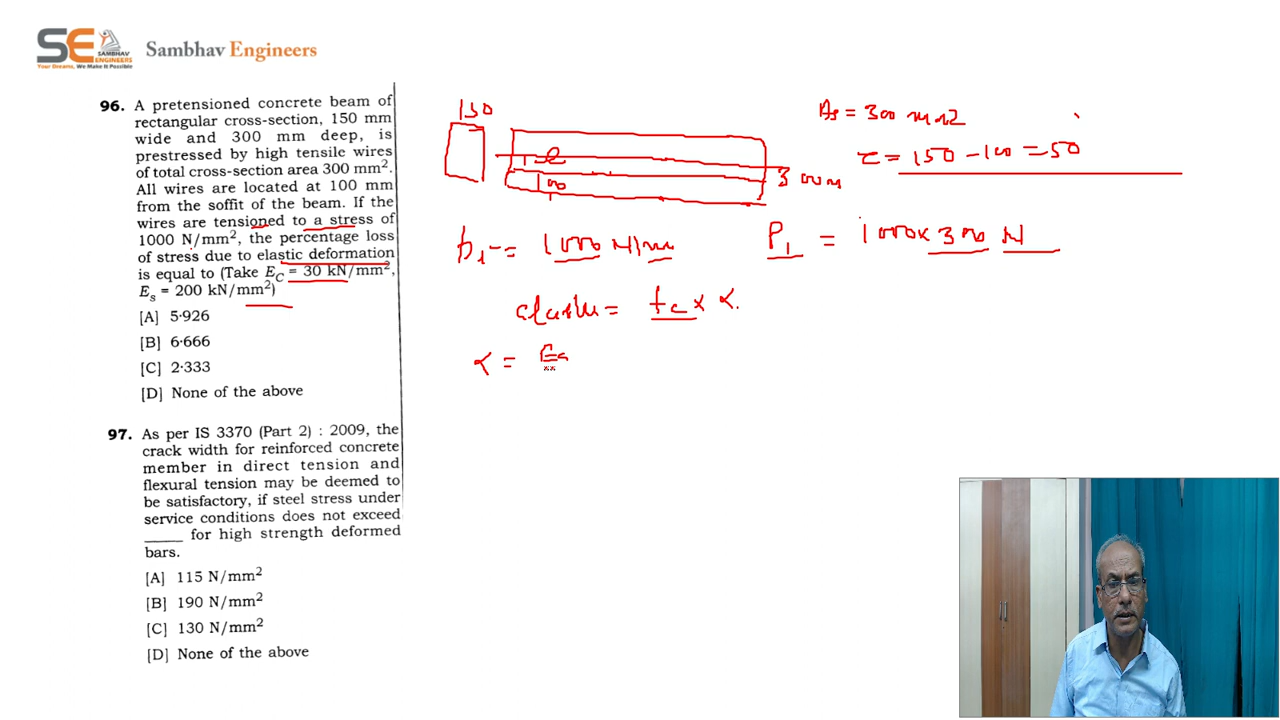 SE
SAMBHAV
ENGINEERS
Your Dreams, We Make It Possible
Sambhav Engineers
96. A pretensioned concrete beam of
rectangular cross-section, 150 mm
wide and 300 mm deep, is
prestressed by high tensile wires
of total cross-section area 300 mm².
All wires are located at 100 mm
from the soffit of the beam. If the
wires are tensioned to a stress of
1000 N/mm², the percentage loss
of stress due to elastic deformation
is equal to (Take E_C = 30 kN/mm²,
E_s = 200 kN/mm²)
[A] 5·926
[B] 6·666
[C] 2·333
[D] None of the above
97. As per IS 3370 (Part 2) : 2009, the
crack width for reinforced concrete
member in direct tension and
flexural tension may be deemed to
be satisfactory, if steel stress under
service conditions does not exceed
_____ for high strength deformed
bars.
[A] 115 N/mm²
[B] 190 N/mm²
[C] 130 N/mm²
[D] None of the above
150
100
As = 300 mm2
= 150 - 100 = 50
= 1000 N/
P1 = 1000 x 300 N
= fc x α
α = Es